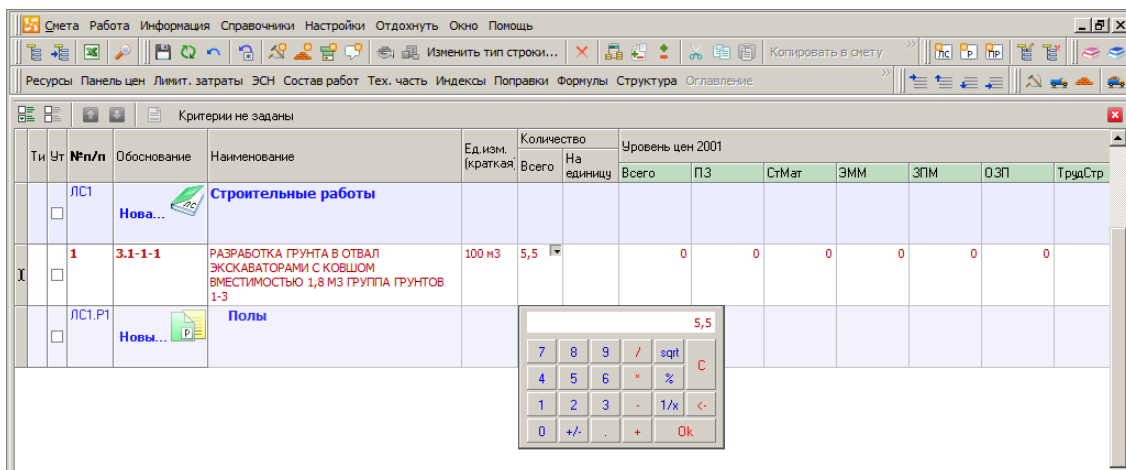 Смета Работа Информация Справочники Настройки Отдохнуть Окно Помощь
Изменить тип строки... Копировать в смету ЛС Р ПР
Ресурсы Панель цен Лимит. затраты ЭСН Состав работ Тех. часть Индексы Поправки Формулы Структура Оглавление
Критерии не заданы
Ти Ут №п/п Обоснование Наименование Ед.изм. (краткая) Количество Уровень цен 2001
Всего На единицу Всего ПЗ СтМат ЭММ ЗПМ ОЗП ТрудСтр
ЛС1 Нова... ЛС Строительные работы
1 3.1-1-1 РАЗРАБОТКА ГРУНТА В ОТВАЛ 100 м3 5,5 0 0 0 0 0 0
ЭКСКАВАТОРАМИ С КОВШОМ
ВМЕСТИМОСТЬЮ 1,8 М3 ГРУППА ГРУНТОВ
1-3
ЛС1.Р1 Новы... Р Полы
5,5
7 8 9 / sqrt C
4 5 6 * %
1 2 3 - 1/x <-
0 +/- . + Ok